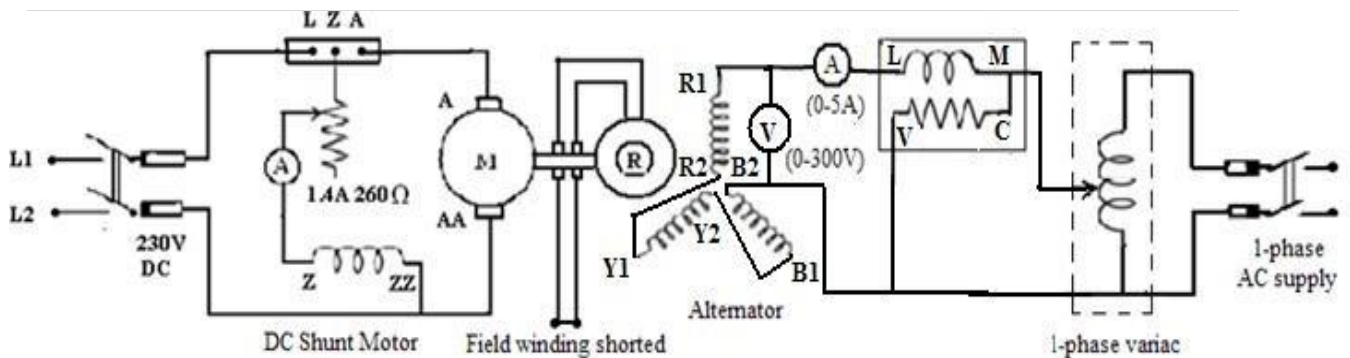 L Z A
L1
L2
230V
DC
A
1.4A 260 Ω
Z
ZZ
DC Shunt Motor
A
M
AA
R
Field winding shorted
R1
R2
B2
Y1
Y2
B1
Alternator
V
(0-300V)
A
(0-5A)
L
M
V
C
1-phase variac
1-phase
AC supply